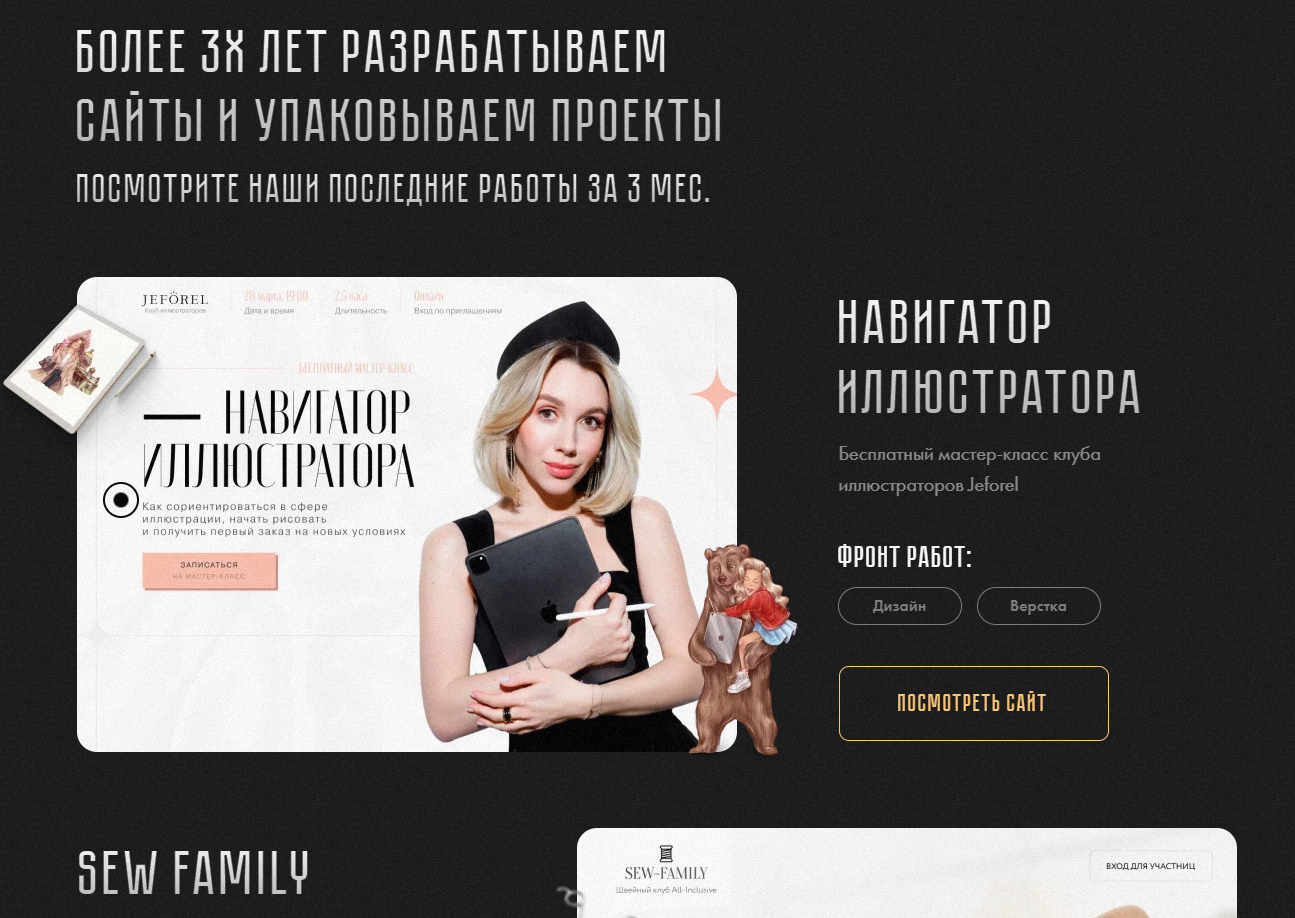 БОЛЕЕ 3Х ЛЕТ РАЗРАБАТЫВАЕМ
САЙТЫ И УПАКОВЫВАЕМ ПРОЕКТЫ
ПОСМОТРИТЕ НАШИ ПОСЛЕДНИЕ РАБОТЫ ЗА 3 МЕС.
JEFÖREL
Клуб иллюстраторов
28 марта, 19:00
Дата и время
2,5 часа
Длительность
Онлайн
Вход по приглашениям
БЕСПЛАТНЫЙ МАСТЕР-КЛАСС
— НАВИГАТОР
ИЛЛЮСТРАТОРА
Как сориентироваться в сфере
иллюстрации, начать рисовать
и получить первый заказ на новых условиях
ЗАПИСАТЬСЯ
НА МАСТЕР-КЛАСС
НАВИГАТОР
ИЛЛЮСТРАТОРА
Бесплатный мастер-класс клуба
иллюстраторов Jeforel
ФРОНТ РАБОТ:
Дизайн
Верстка
ПОСМОТРЕТЬ САЙТ
SEW FAMILY
SEW-FAMILY
Швейный клуб All-Inclusive
ВХОД ДЛЯ УЧАСТНИЦ